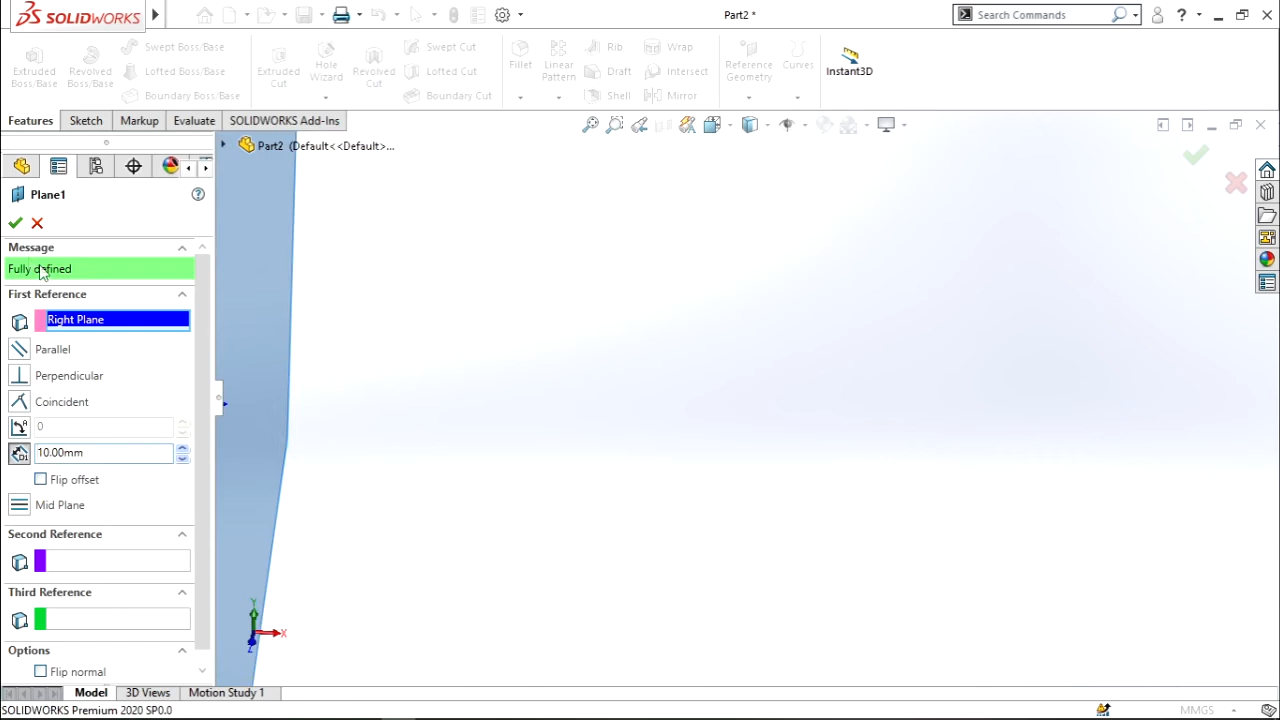 SOLIDWORKS
Part2 *
Search Commands
Extruded Boss/Base
Revolved Boss/Base
Swept Boss/Base
Lofted Boss/Base
Boundary Boss/Base
Extruded Cut
Hole Wizard
Revolved Cut
Swept Cut
Lofted Cut
Boundary Cut
Fillet
Linear Pattern
Rib
Draft
Shell
Wrap
Intersect
Mirror
Reference Geometry
Curves
Instant3D
Features
Sketch
Markup
Evaluate
SOLIDWORKS Add-Ins
Part2 (Default<<Default>...
Plane1
Message
Fully defined
First Reference
Right Plane
Parallel
Perpendicular
Coincident
0
10.00mm
Flip offset
Mid Plane
Second Reference
Third Reference
Options
Flip normal
Y
X
Z
Model
3D Views
Motion Study 1
SOLIDWORKS Premium 2020 SP0.0
MMGS